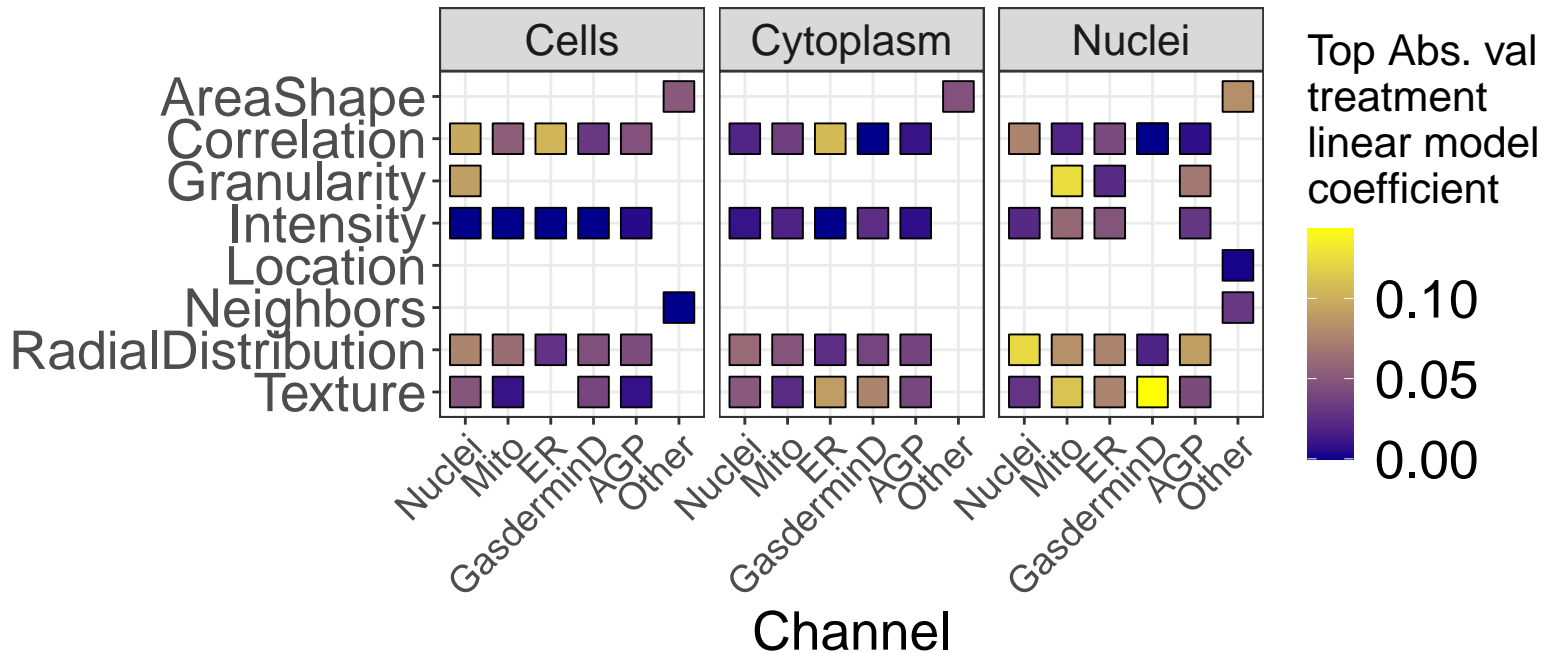 Cells
Cytoplasm
Nuclei
AreaShape
Correlation
Granularity
Intensity
Location
Neighbors
RadialDistribution
Texture
Nuclei
Mito
ER
GasderminD
AGP
Other
Nuclei
Mito
ER
GasderminD
AGP
Other
Nuclei
Mito
ER
GasderminD
AGP
Other
Channel
Top Abs. val
treatment
linear model
coefficient
0.10
0.05
0.00